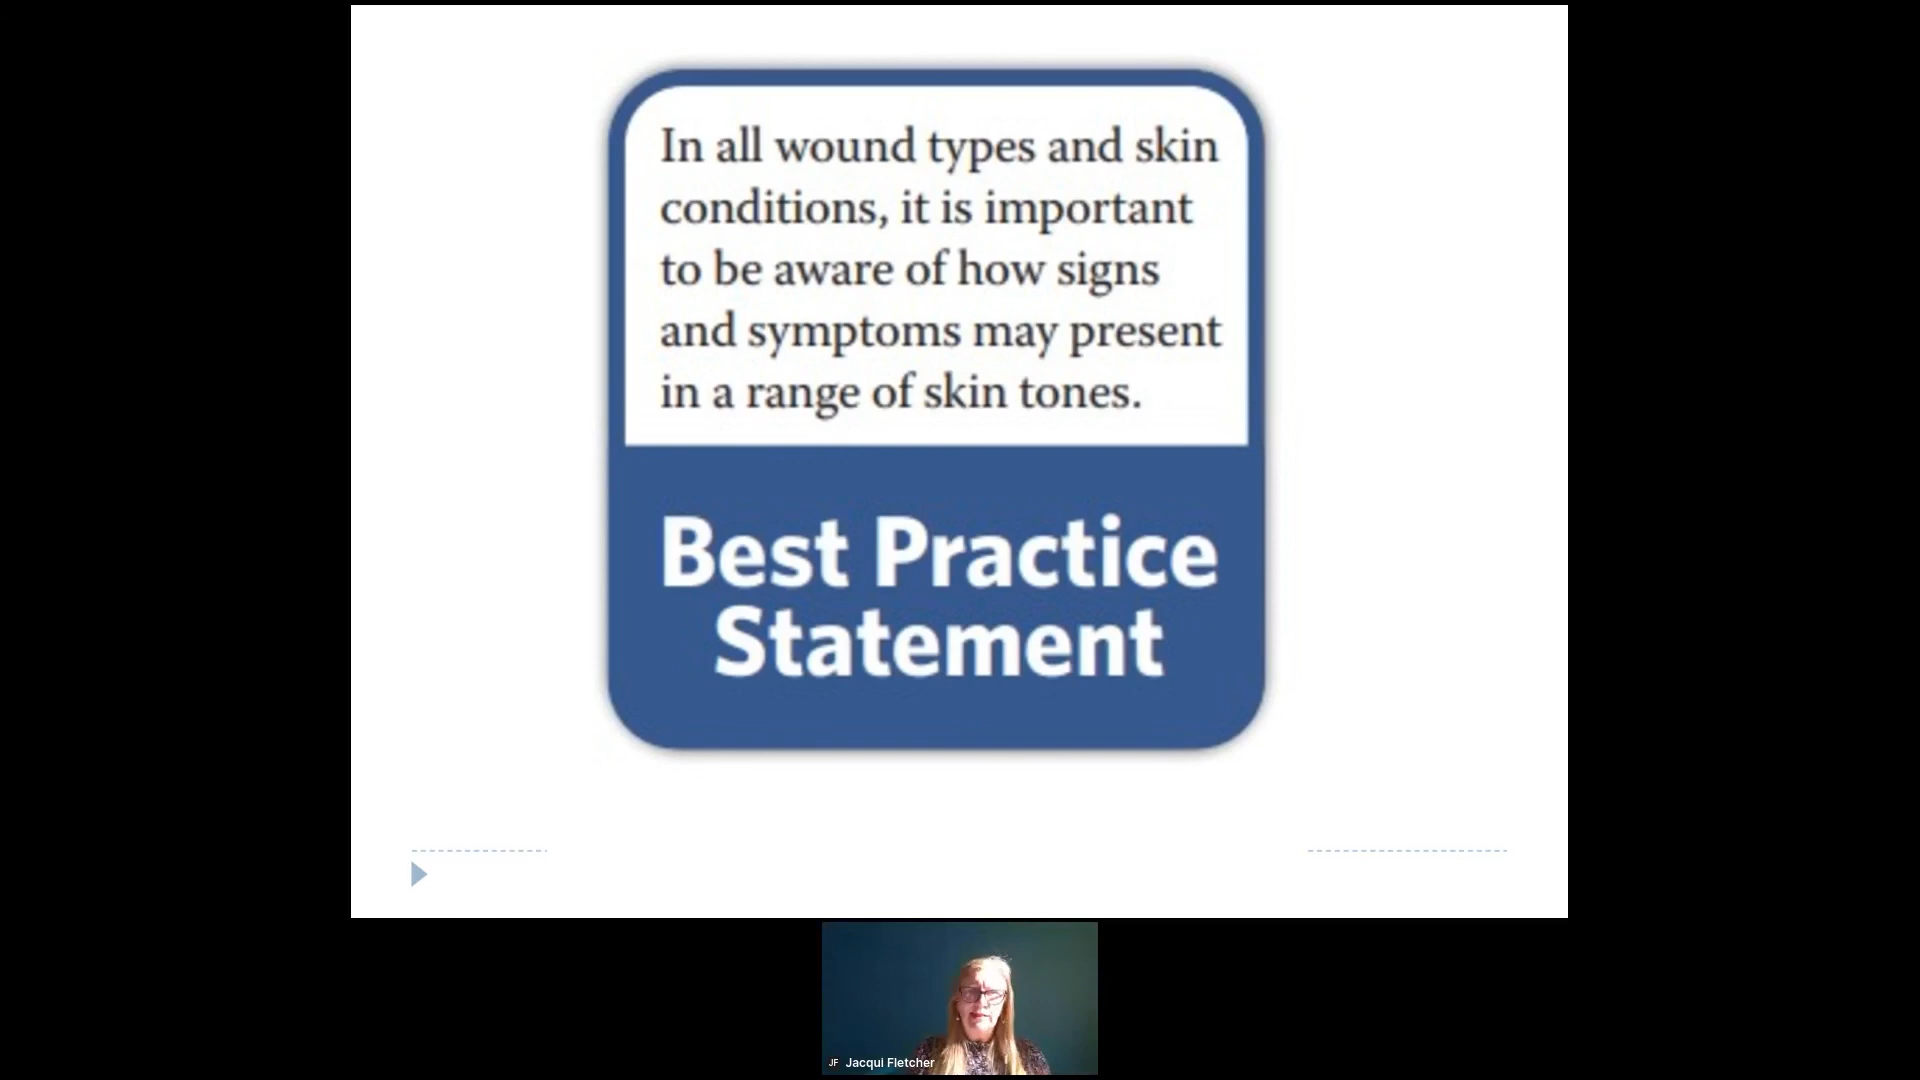 In all wound types and skin
conditions, it is important
to be aware of how signs
and symptoms may present
in a range of skin tones.
Best Practice
Statement
JF Jacqui Fletcher